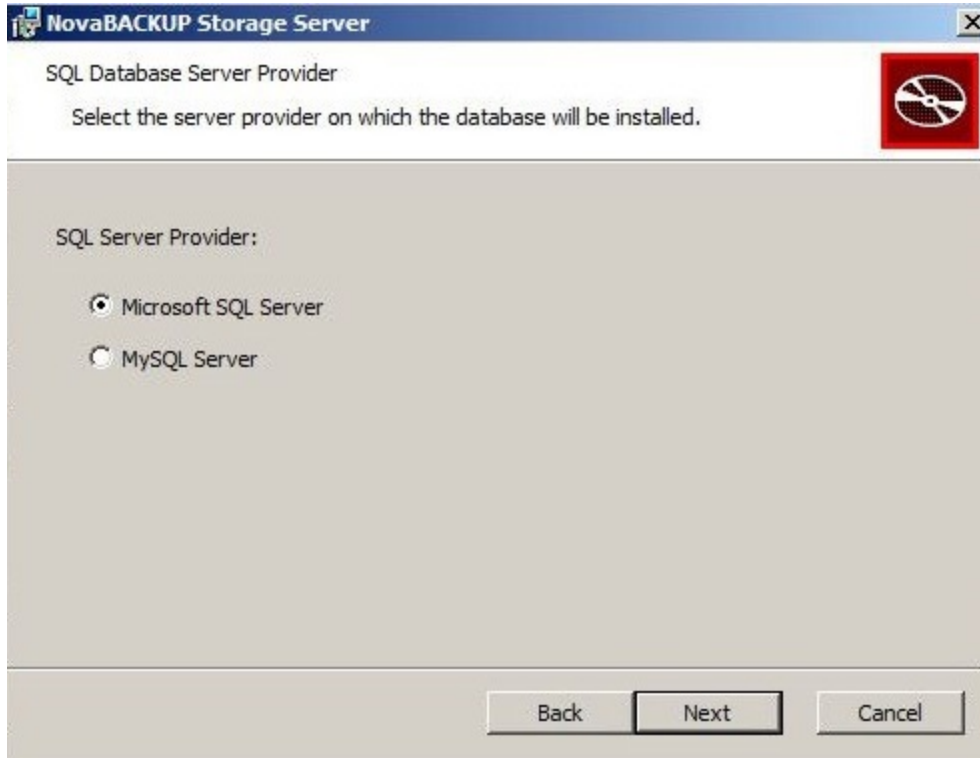 NovaBACKUP Storage Server
SQL Database Server Provider
Select the server provider on which the database will be installed.
SQL Server Provider:
Microsoft SQL Server
MySQL Server
Back Next Cancel